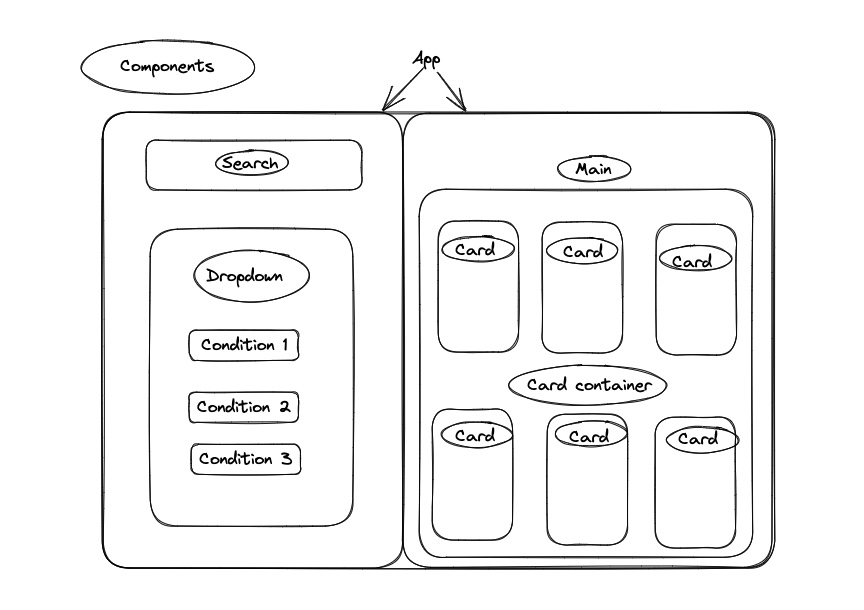 Components
App
Search
Dropdown
Condition 1
Condition 2
Condition 3
Main
Card
Card
Card
Card container
Card
Card
Card